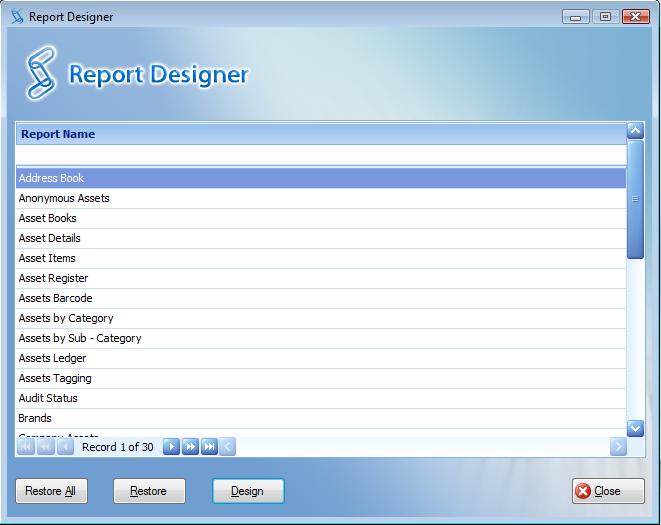 Report Designer
Report Designer
Report Name
Address Book
Anonymous Assets
Asset Books
Asset Details
Asset Items
Asset Register
Assets Barcode
Assets by Category
Assets by Sub - Category
Assets Ledger
Assets Tagging
Audit Status
Brands
Company Assets
Record 1 of 30
Restore All Restore Design Close